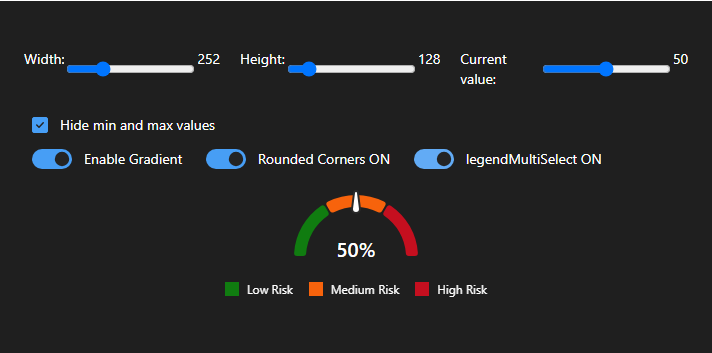 Width: 252 Height: 128 Current value: 50
Hide min and max values
Enable Gradient Rounded Corners ON legendMultiSelect ON
50%
Low Risk Medium Risk High Risk